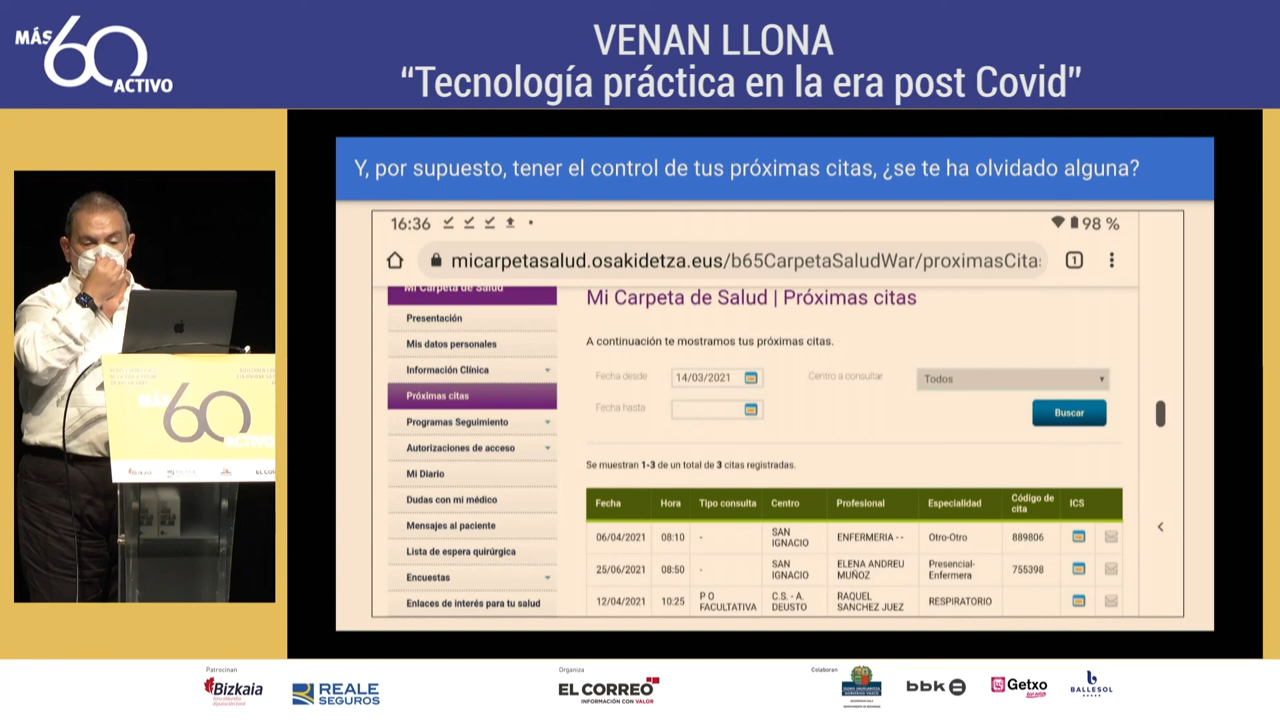 MÁS
60
ACTIVO
VENAN LLONA
“Tecnología práctica en la era post Covid”
Y, por supuesto, tener el control de tus próximas citas, ¿se te ha olvidado alguna?
16:36
98 %
micarpetasalud.osakidetza.eus/b65CarpetaSaludWar/proximasCita
1
Mi Carpeta de Salud
Presentación
Mis datos personales
Información Clínica
Próximas citas
Programas Seguimiento
Autorizaciones de acceso
Mi Diario
Dudas con mi médico
Mensajes al paciente
Lista de espera quirúrgica
Encuestas
Enlaces de interés para tu salud
Mi Carpeta de Salud | Próximas citas
A continuación te mostramos tus próximas citas.
Fecha desde 14/03/2021 Centro a consultar Todos
Fecha hasta
Buscar
Se muestran 1-3 de un total de 3 citas registradas.
Fecha Hora Tipo consulta Centro Profesional Especialidad Código de cita ICS
06/04/2021 08:10 - SAN IGNACIO ENFERMERIA - - Otro-Otro 889806
25/06/2021 08:50 - SAN IGNACIO ELENA ANDREU MUÑOZ Presencial-Enfermera 755398
12/04/2021 10:25 P O FACULTATIVA C.S. - A. DEUSTO RAQUEL SANCHEZ JUEZ RESPIRATORIO
MÁS
60
ACTIVO
Patrocinan
Bizkaia
REALE
SEGUROS
Organiza
EL CORREO
INFORMACIÓN CON VALOR
Colaboran
bbk
Getxo
BALLESOL